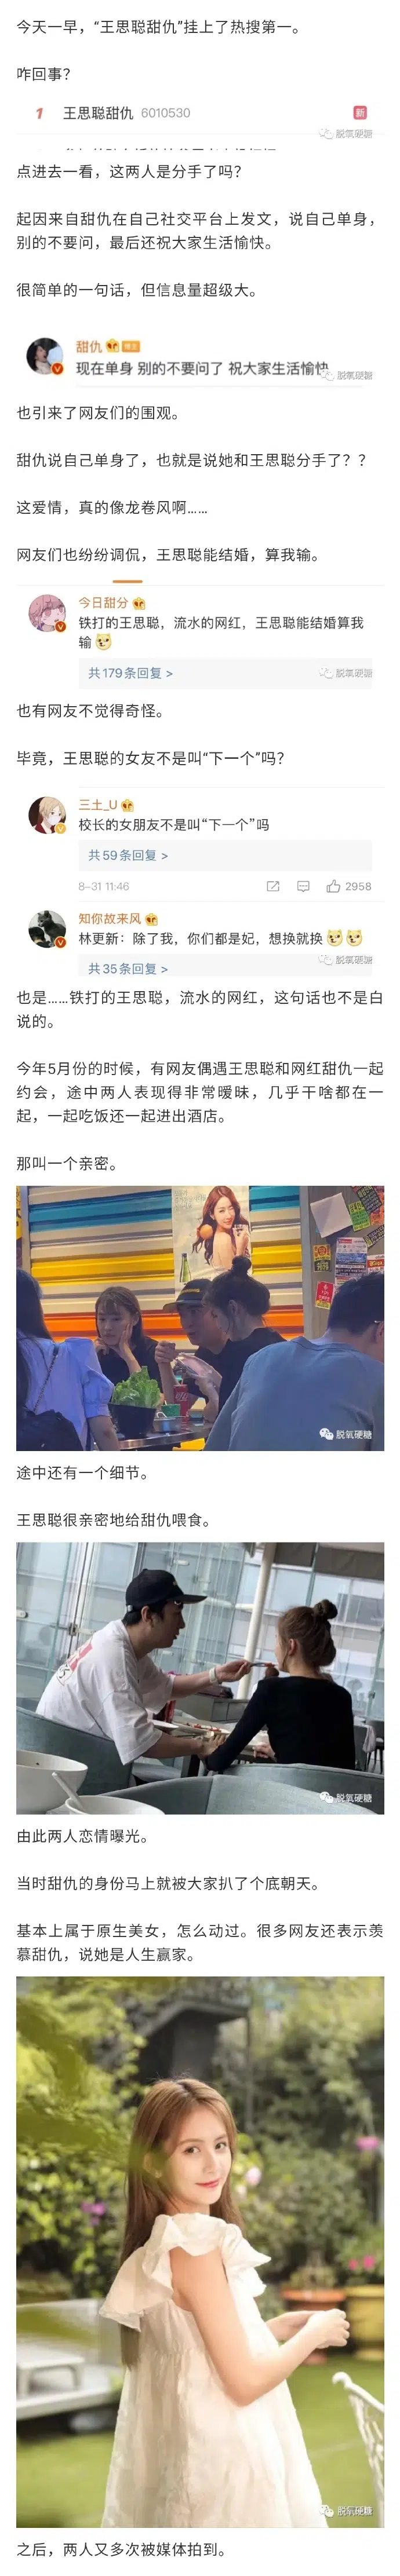 今天一早，“王思聪甜仇”挂上了热搜第一。
咋回事？
1 王思聪甜仇 6010530 新
脱氧硬糖
点进去一看，这两人是分手了吗？
起因来自甜仇在自己社交平台上发文，说自己单身，
别的不要问，最后还祝大家生活愉快。
很简单的一句话，但信息量超级大。
甜仇
现在单身 别的不要问了 祝大家生活愉快
脱氧硬糖
也引来了网友们的围观。
甜仇说自己单身了，也就是说她和王思聪分手了？？
这爱情，真的像龙卷风啊……
网友们也纷纷调侃，王思聪能结婚，算我输。
今日甜分
铁打的王思聪，流水的网红，王思聪能结婚算我
输
共179条回复 >
脱氧硬糖
也有网友不觉得奇怪。
毕竟，王思聪的女友不是叫“下一个”吗？
三土_U
校长的女朋友不是叫“下一个”吗
共59条回复 >
8-31 11:46 2958
知你故来风
林更新：除了我，你们都是妃，想换就换
脱氧硬糖
共35条回复 >
也是……铁打的王思聪，流水的网红，这句话也不是白
说的。
今年5月份的时候，有网友偶遇王思聪和网红甜仇一起
约会，途中两人表现得非常暧昧，几乎干啥都在一
起，一起吃饭还一起进出酒店。
那叫一个亲密。
脱氧硬糖
途中还有一个细节。
王思聪很亲密地给甜仇喂食。
脱氧硬糖
由此两人恋情曝光。
当时甜仇的身份马上就被大家扒了个底朝天。
基本上属于原生美女，怎么动过。很多网友还表示羡
慕甜仇，说她是人生赢家。
脱氧硬糖
之后，两人又多次被媒体拍到。